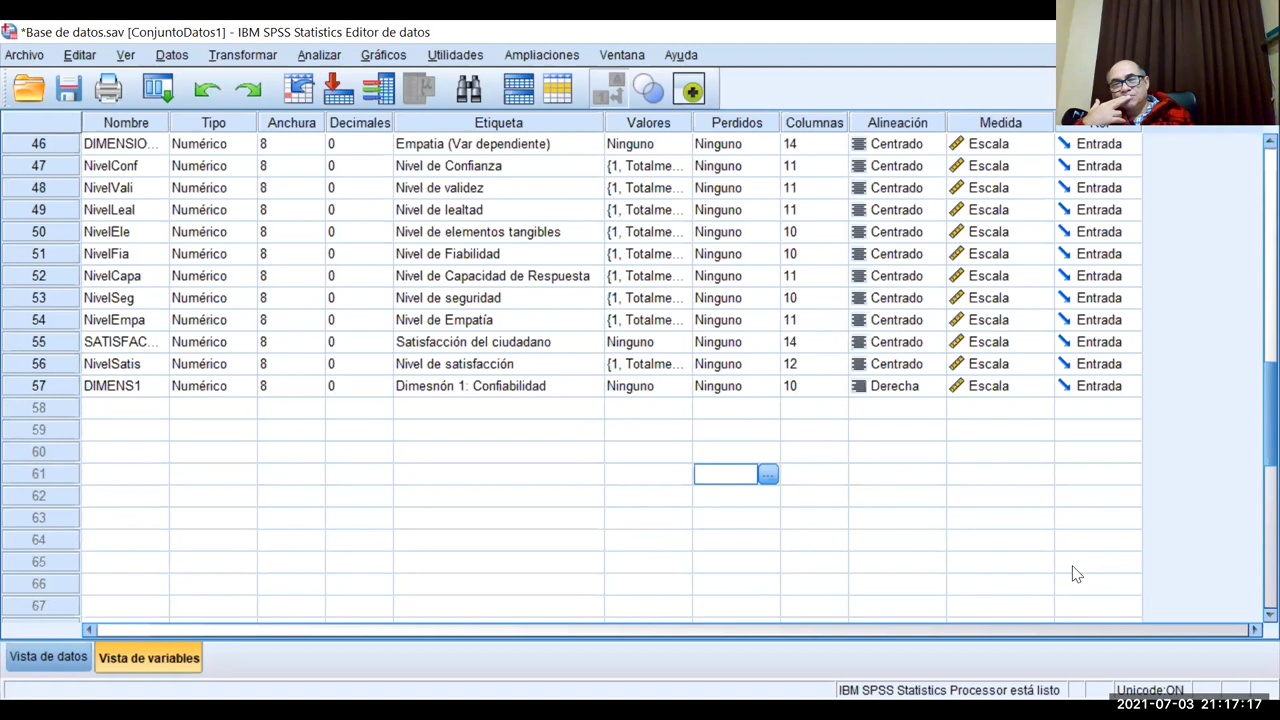 *Base de datos.sav [ConjuntoDatos1] - IBM SPSS Statistics Editor de datos
Archivo Editar Ver Datos Transformar Analizar Gráficos Utilidades Ampliaciones Ventana Ayuda
Nombre Tipo Anchura Decimales Etiqueta Valores Perdidos Columnas Alineación Medida
46 DIMENSIO... Numérico 8 0 Empatia (Var dependiente) Ninguno Ninguno 14 Centrado Escala Entrada
47 NivelConf Numérico 8 0 Nivel de Confianza {1, Totalme... Ninguno 11 Centrado Escala Entrada
48 NivelVali Numérico 8 0 Nivel de validez {1, Totalme... Ninguno 11 Centrado Escala Entrada
49 NivelLeal Numérico 8 0 Nivel de lealtad {1, Totalme... Ninguno 11 Centrado Escala Entrada
50 NivelEle Numérico 8 0 Nivel de elementos tangibles {1, Totalme... Ninguno 10 Centrado Escala Entrada
51 NivelFia Numérico 8 0 Nivel de Fiabilidad {1, Totalme... Ninguno 10 Centrado Escala Entrada
52 NivelCapa Numérico 8 0 Nivel de Capacidad de Respuesta {1, Totalme... Ninguno 11 Centrado Escala Entrada
53 NivelSeg Numérico 8 0 Nivel de seguridad {1, Totalme... Ninguno 10 Centrado Escala Entrada
54 NivelEmpa Numérico 8 0 Nivel de Empatía {1, Totalme... Ninguno 11 Centrado Escala Entrada
55 SATISFAC... Numérico 8 0 Satisfacción del ciudadano Ninguno Ninguno 14 Centrado Escala Entrada
56 NivelSatis Numérico 8 0 Nivel de satisfacción {1, Totalme... Ninguno 12 Centrado Escala Entrada
57 DIMENS1 Numérico 8 0 Dimesnón 1: Confiabilidad Ninguno Ninguno 10 Derecha Escala Entrada
58
59
60
61 ...
62
63
64
65
66
67
Vista de datos Vista de variables
IBM SPSS Statistics Processor está listo Unicode:ON
2021-07-03 21:17:17